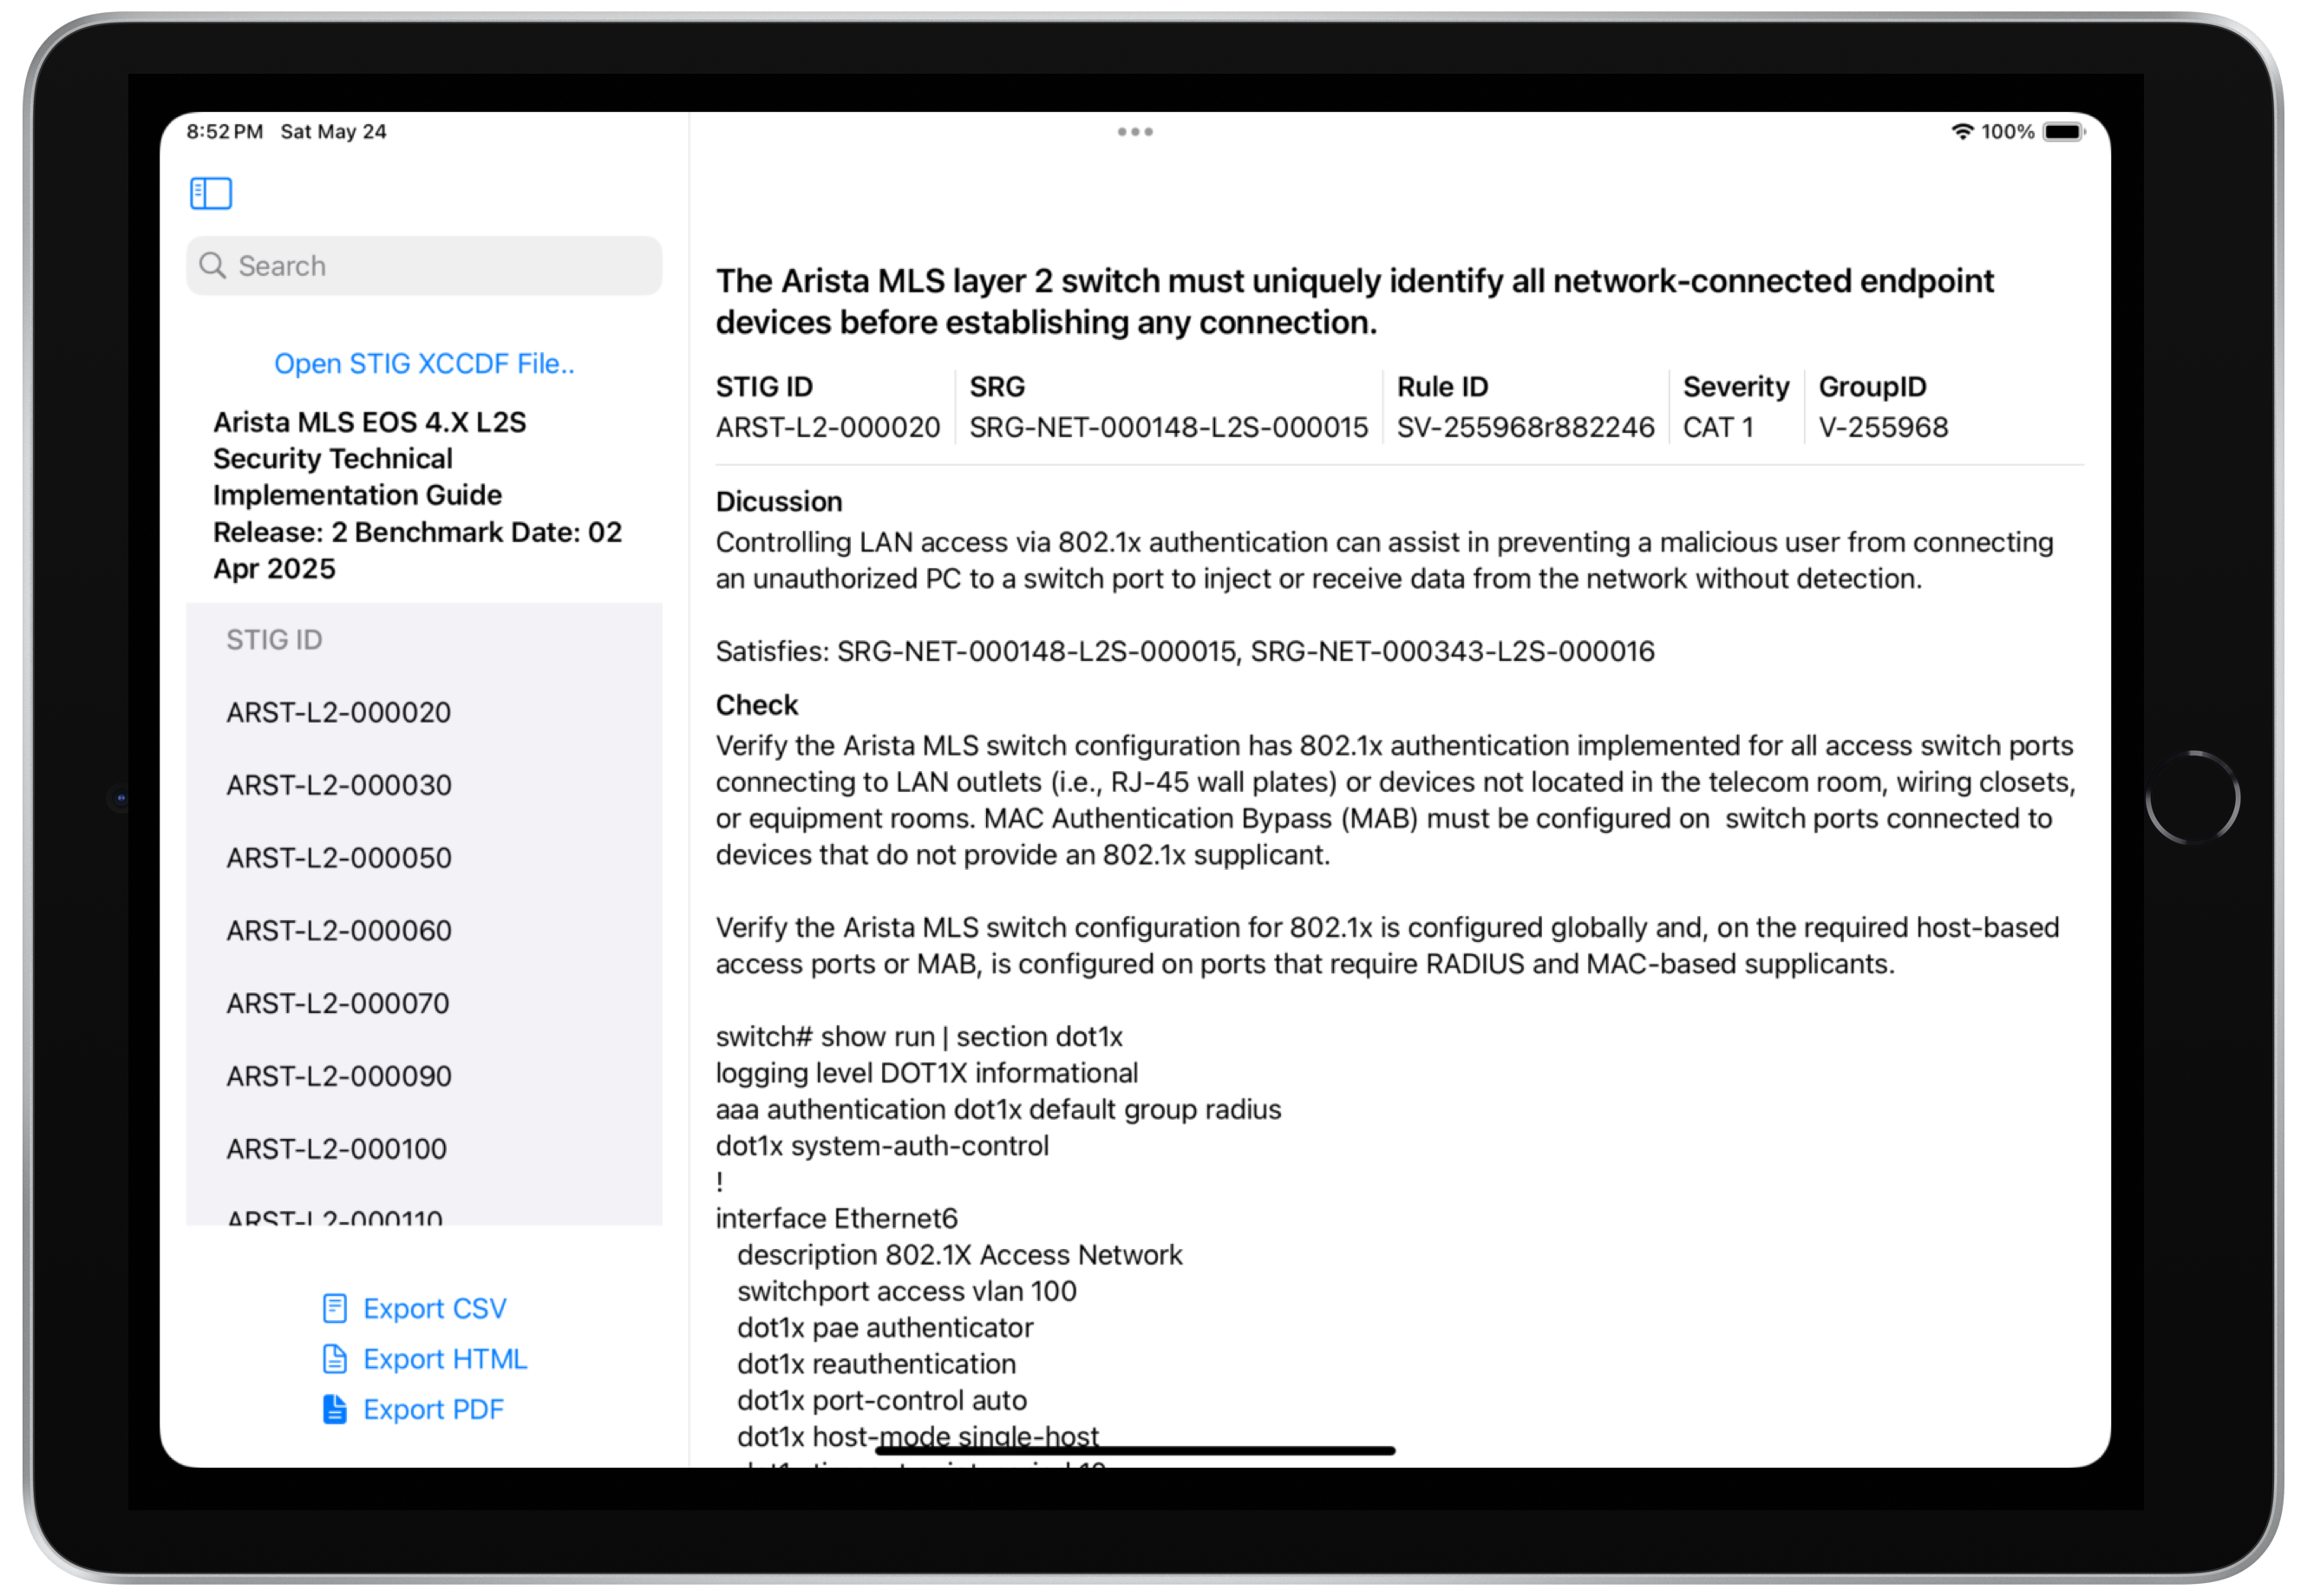 8:52 PM Sat May 24
100%
Search
Open STIG XCCDF File..
Arista MLS EOS 4.X L2S
Security Technical
Implementation Guide
Release: 2 Benchmark Date: 02
Apr 2025
STIG ID
ARST-L2-000020
ARST-L2-000030
ARST-L2-000050
ARST-L2-000060
ARST-L2-000070
ARST-L2-000090
ARST-L2-000100
ARST-L2-000110
Export CSV
Export HTML
Export PDF
The Arista MLS layer 2 switch must uniquely identify all network-connected endpoint
devices before establishing any connection.
STIG ID SRG Rule ID Severity GroupID
ARST-L2-000020 SRG-NET-000148-L2S-000015 SV-255968r882246 CAT 1 V-255968
Dicussion
Controlling LAN access via 802.1x authentication can assist in preventing a malicious user from connecting
an unauthorized PC to a switch port to inject or receive data from the network without detection.
Satisfies: SRG-NET-000148-L2S-000015, SRG-NET-000343-L2S-000016
Check
Verify the Arista MLS switch configuration has 802.1x authentication implemented for all access switch ports
connecting to LAN outlets (i.e., RJ-45 wall plates) or devices not located in the telecom room, wiring closets,
or equipment rooms. MAC Authentication Bypass (MAB) must be configured on  switch ports connected to
devices that do not provide an 802.1x supplicant.
Verify the Arista MLS switch configuration for 802.1x is configured globally and, on the required host-based
access ports or MAB, is configured on ports that require RADIUS and MAC-based supplicants.
switch# show run | section dot1x
logging level DOT1X informational
aaa authentication dot1x default group radius
dot1x system-auth-control
!
interface Ethernet6
description 802.1X Access Network
switchport access vlan 100
dot1x pae authenticator
dot1x reauthentication
dot1x port-control auto
dot1x host-mode single-host